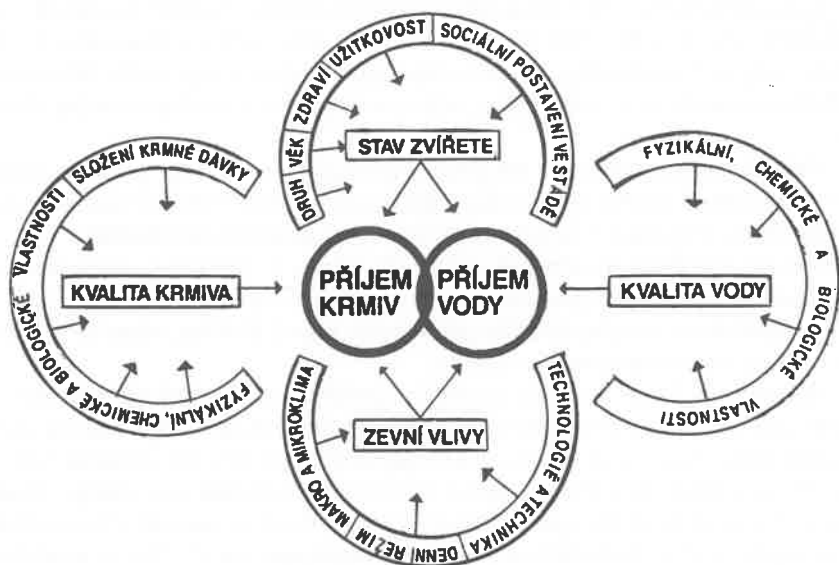 DRUH
VĚK
ZDRAVÍ
UŽITKOVOST
SOCIÁLNÍ POSTAVENÍ VE STÁDĚ
STAV ZVÍŘETE
SLOŽENÍ KRMNÉ DÁVKY
FYZIKÁLNÍ, CHEMICKÉ A BIOLOGICKÉ VLASTNOSTI
KVALITA KRMIVA
PŘÍJEM
KRMIV
PŘÍJEM
VODY
KVALITA VODY
FYZIKÁLNÍ, CHEMICKÉ A BIOLOGICKÉ VLASTNOSTI
ZEVNÍ VLIVY
MAKRO A MIKROKLIMA
DENNÍ REŽIM
TECHNOLOGIE A TECHNIKA